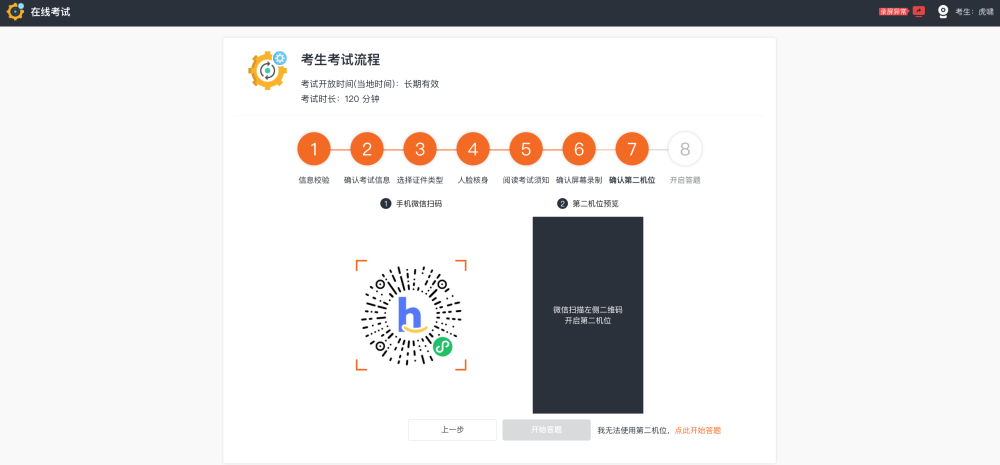 在线考试
录屏异常
考生：虎啸
考生考试流程
考试开放时间(当地时间)：长期有效
考试时长：120 分钟
1 2 3 4 5 6 7 8
信息校验 确认考试信息 选择证件类型 人脸核身 阅读考试须知 确认屏幕录制 确认第二机位 开启答题
1 手机微信扫码
2 第二机位预览
h
微信扫描左侧二维码
开启第二机位
上一步
开始答题
我无法使用第二机位，点此开始答题